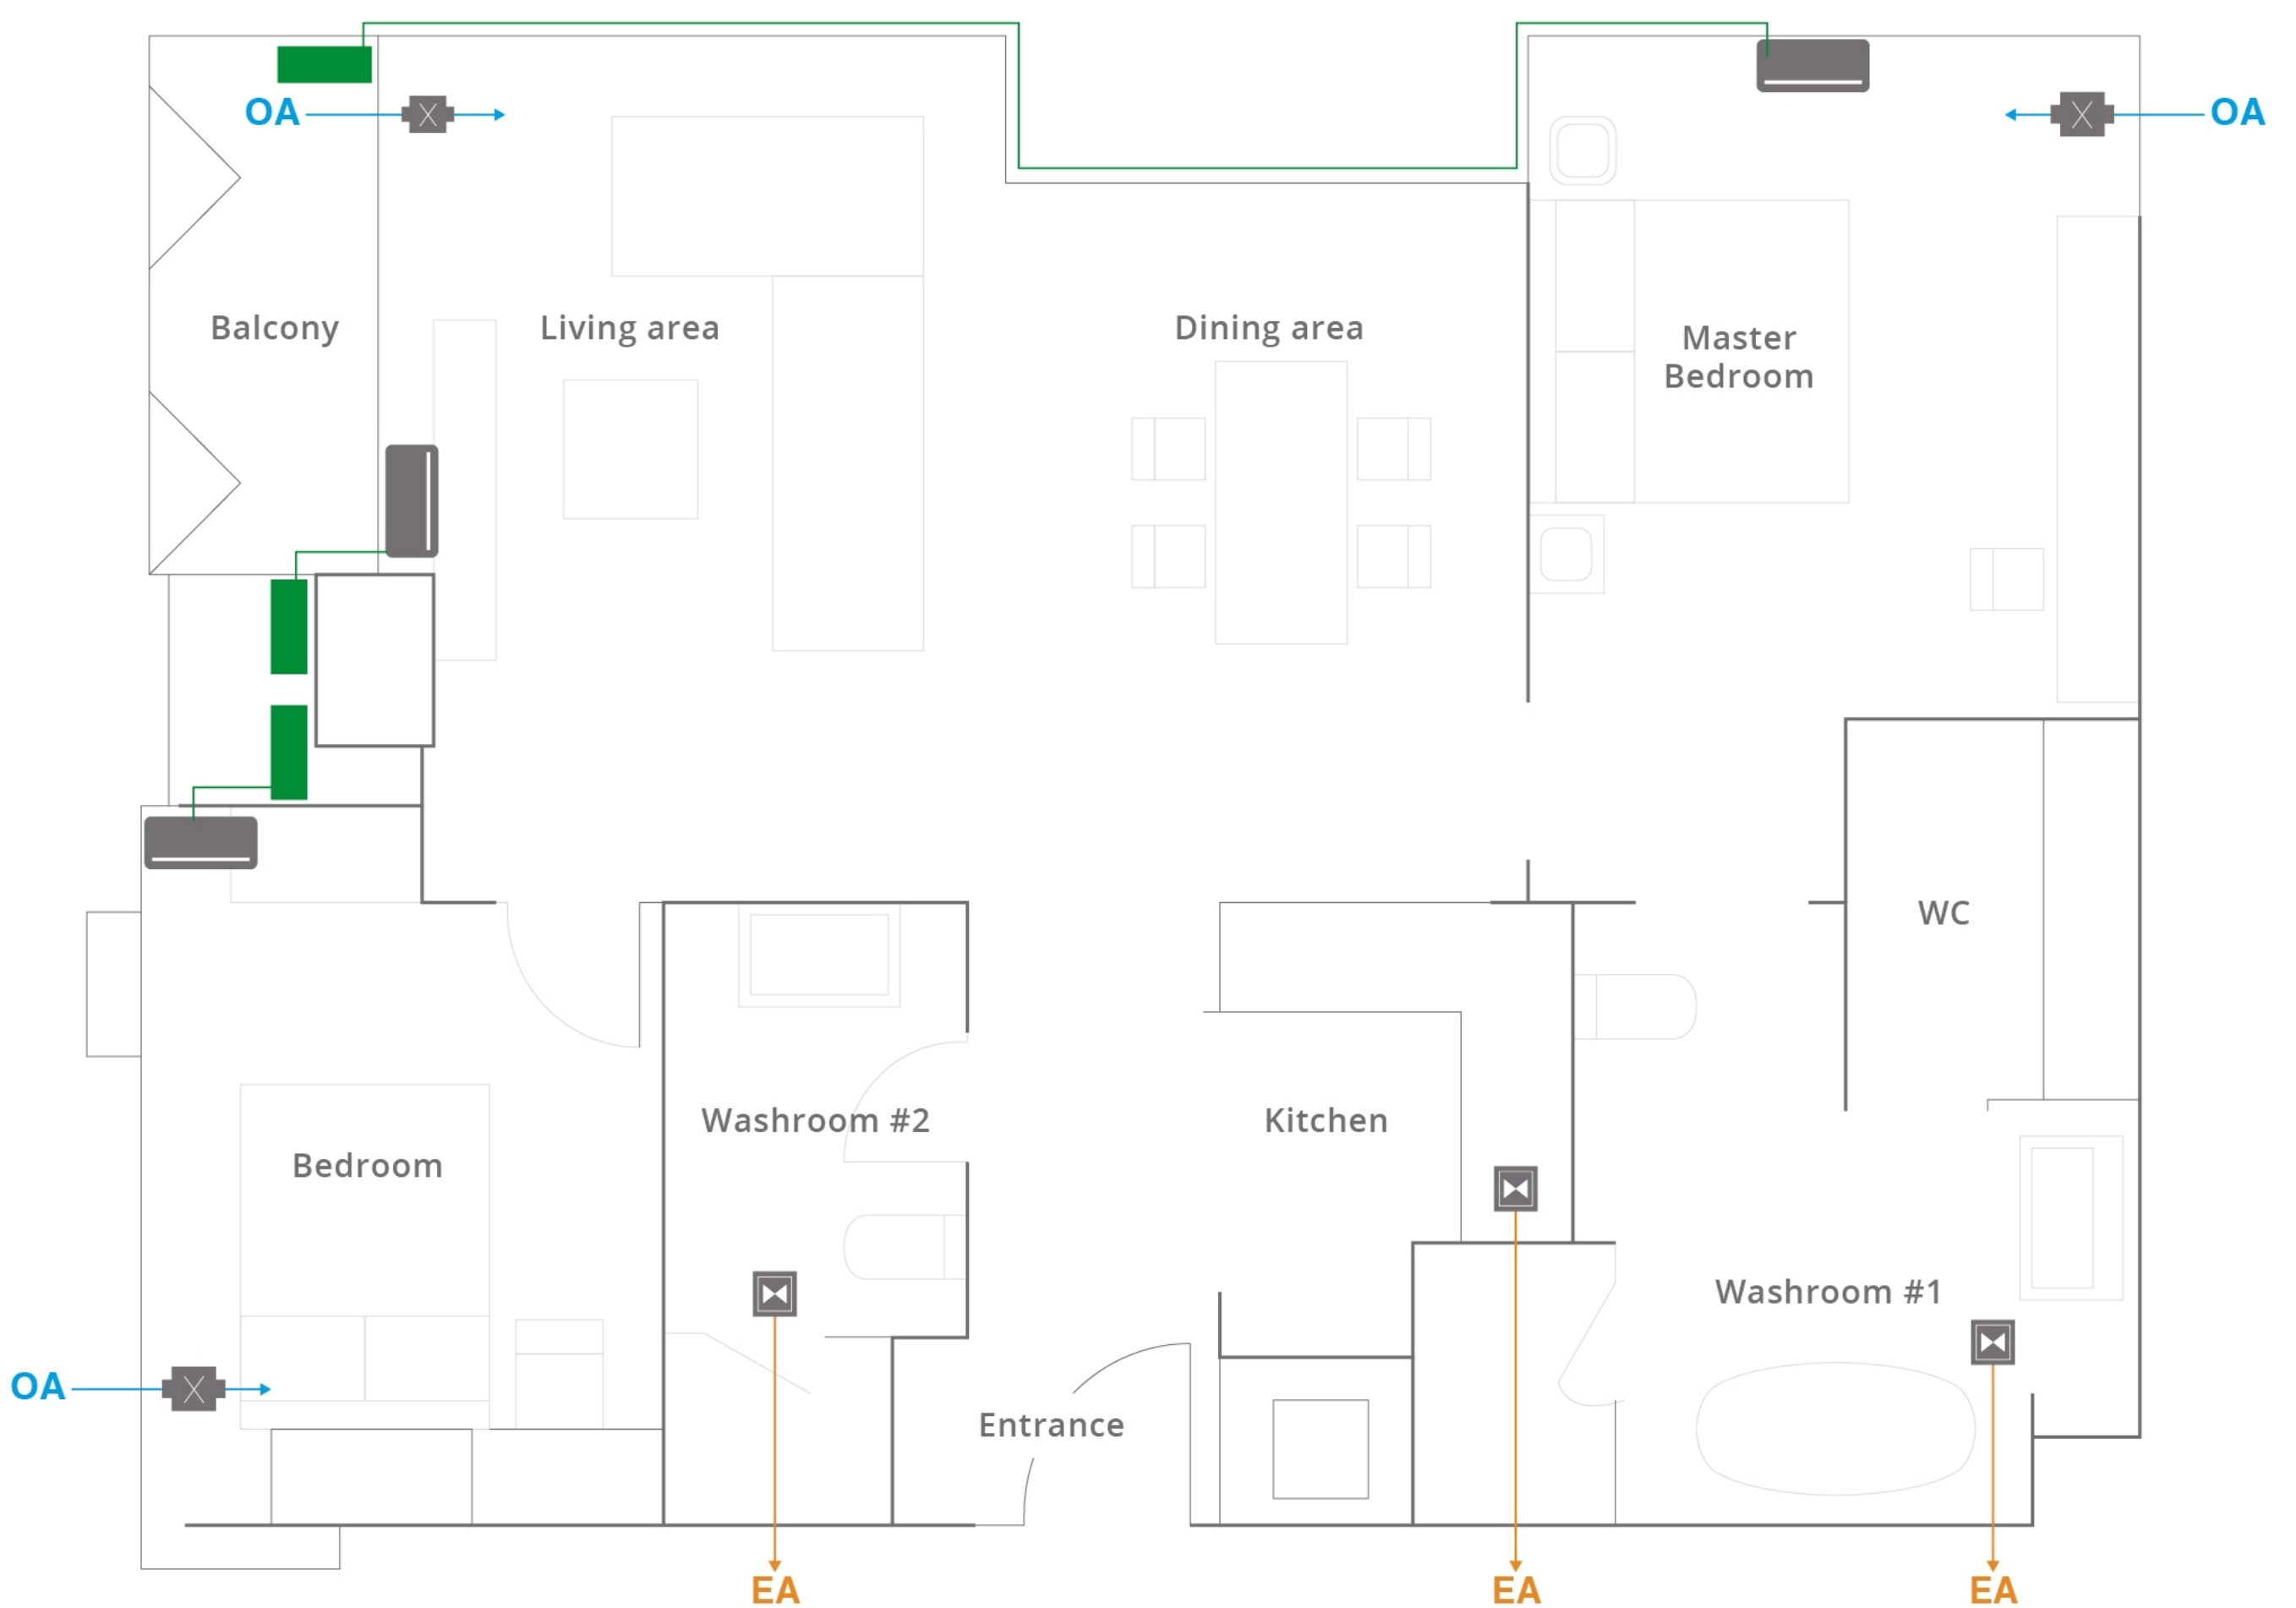 OA
OA
Balcony
Living area
Dining area
Master
Bedroom
WC
Washroom #2
Kitchen
Bedroom
Washroom #1
OA
Entrance
EA
EA
EA